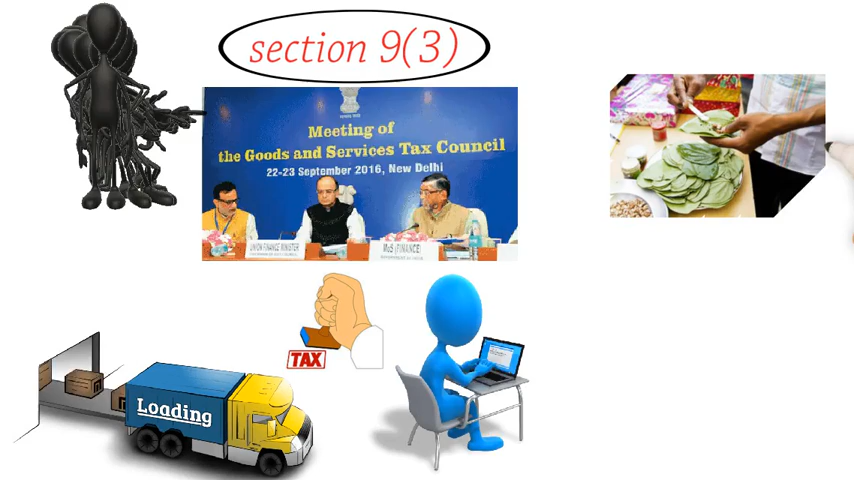 section 9(3)
Meeting of
the Goods and Services Tax Council
22-23 September 2016, New Delhi
UNION FINANCE MINISTER
MoS (FINANCE)
TAX
Loading